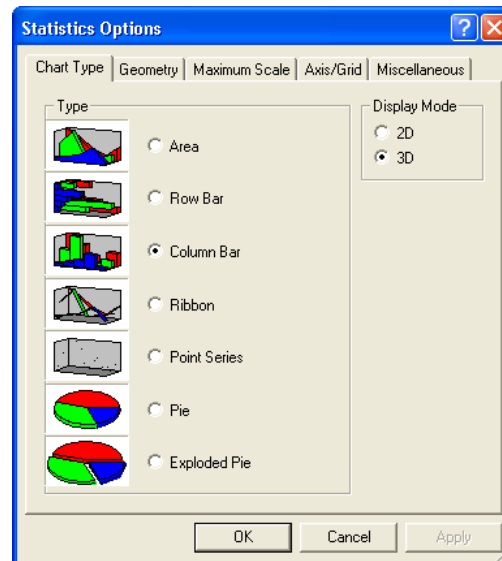 Statistics Options
Chart Type Geometry Maximum Scale Axis/Grid Miscellaneous
Type
Area
Row Bar
Column Bar
Ribbon
Point Series
Pie
Exploded Pie
Display Mode
2D
3D
OK Cancel Apply